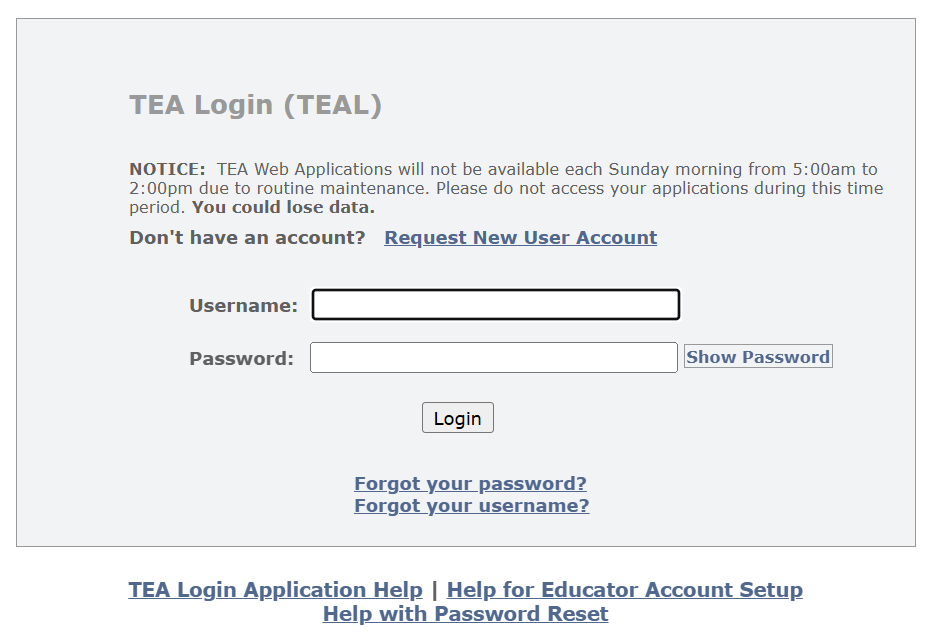 TEA Login (TEAL)
NOTICE: TEA Web Applications will not be available each Sunday morning from 5:00am to
2:00pm due to routine maintenance. Please do not access your applications during this time
period. You could lose data.
Don't have an account? Request New User Account
Username:
Password: Show Password
Login
Forgot your password?
Forgot your username?
TEA Login Application Help | Help for Educator Account Setup
Help with Password Reset